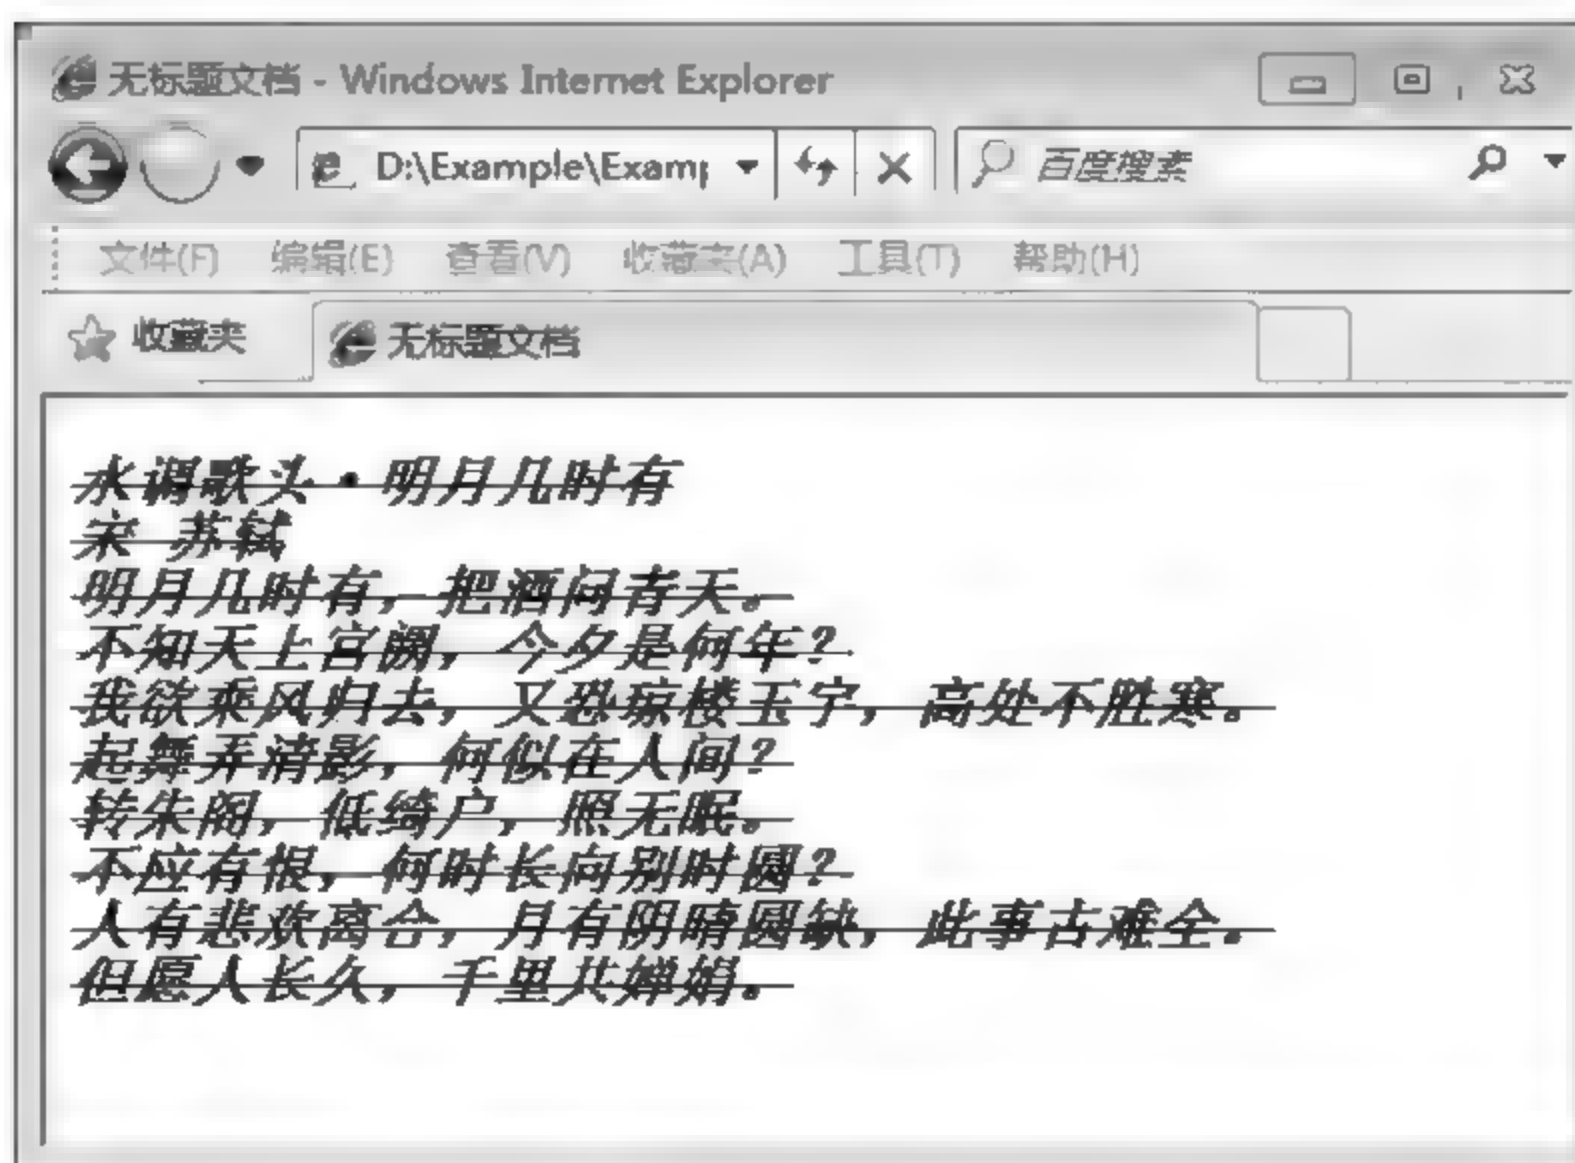 无标题文档 - Windows Internet Explorer
D:\Example\Examp
百度搜索
文件(F) 编辑(E) 查看(V) 收藏夹(A) 工具(T) 帮助(H)
收藏夹 无标题文档
水调歌头·明月几时有
宋 苏轼
明月几时有，把酒问青天。
不知天上宫阙，今夕是何年？
我欲乘风归去，又恐琼楼玉宇，高处不胜寒。
起舞弄清影，何似在人间？
转朱阁，低绮户，照无眠。
不应有恨，何时长向别时圆？
人有悲欢离合，月有阴晴圆缺，此事古难全。
但愿人长久，千里共婵娟。